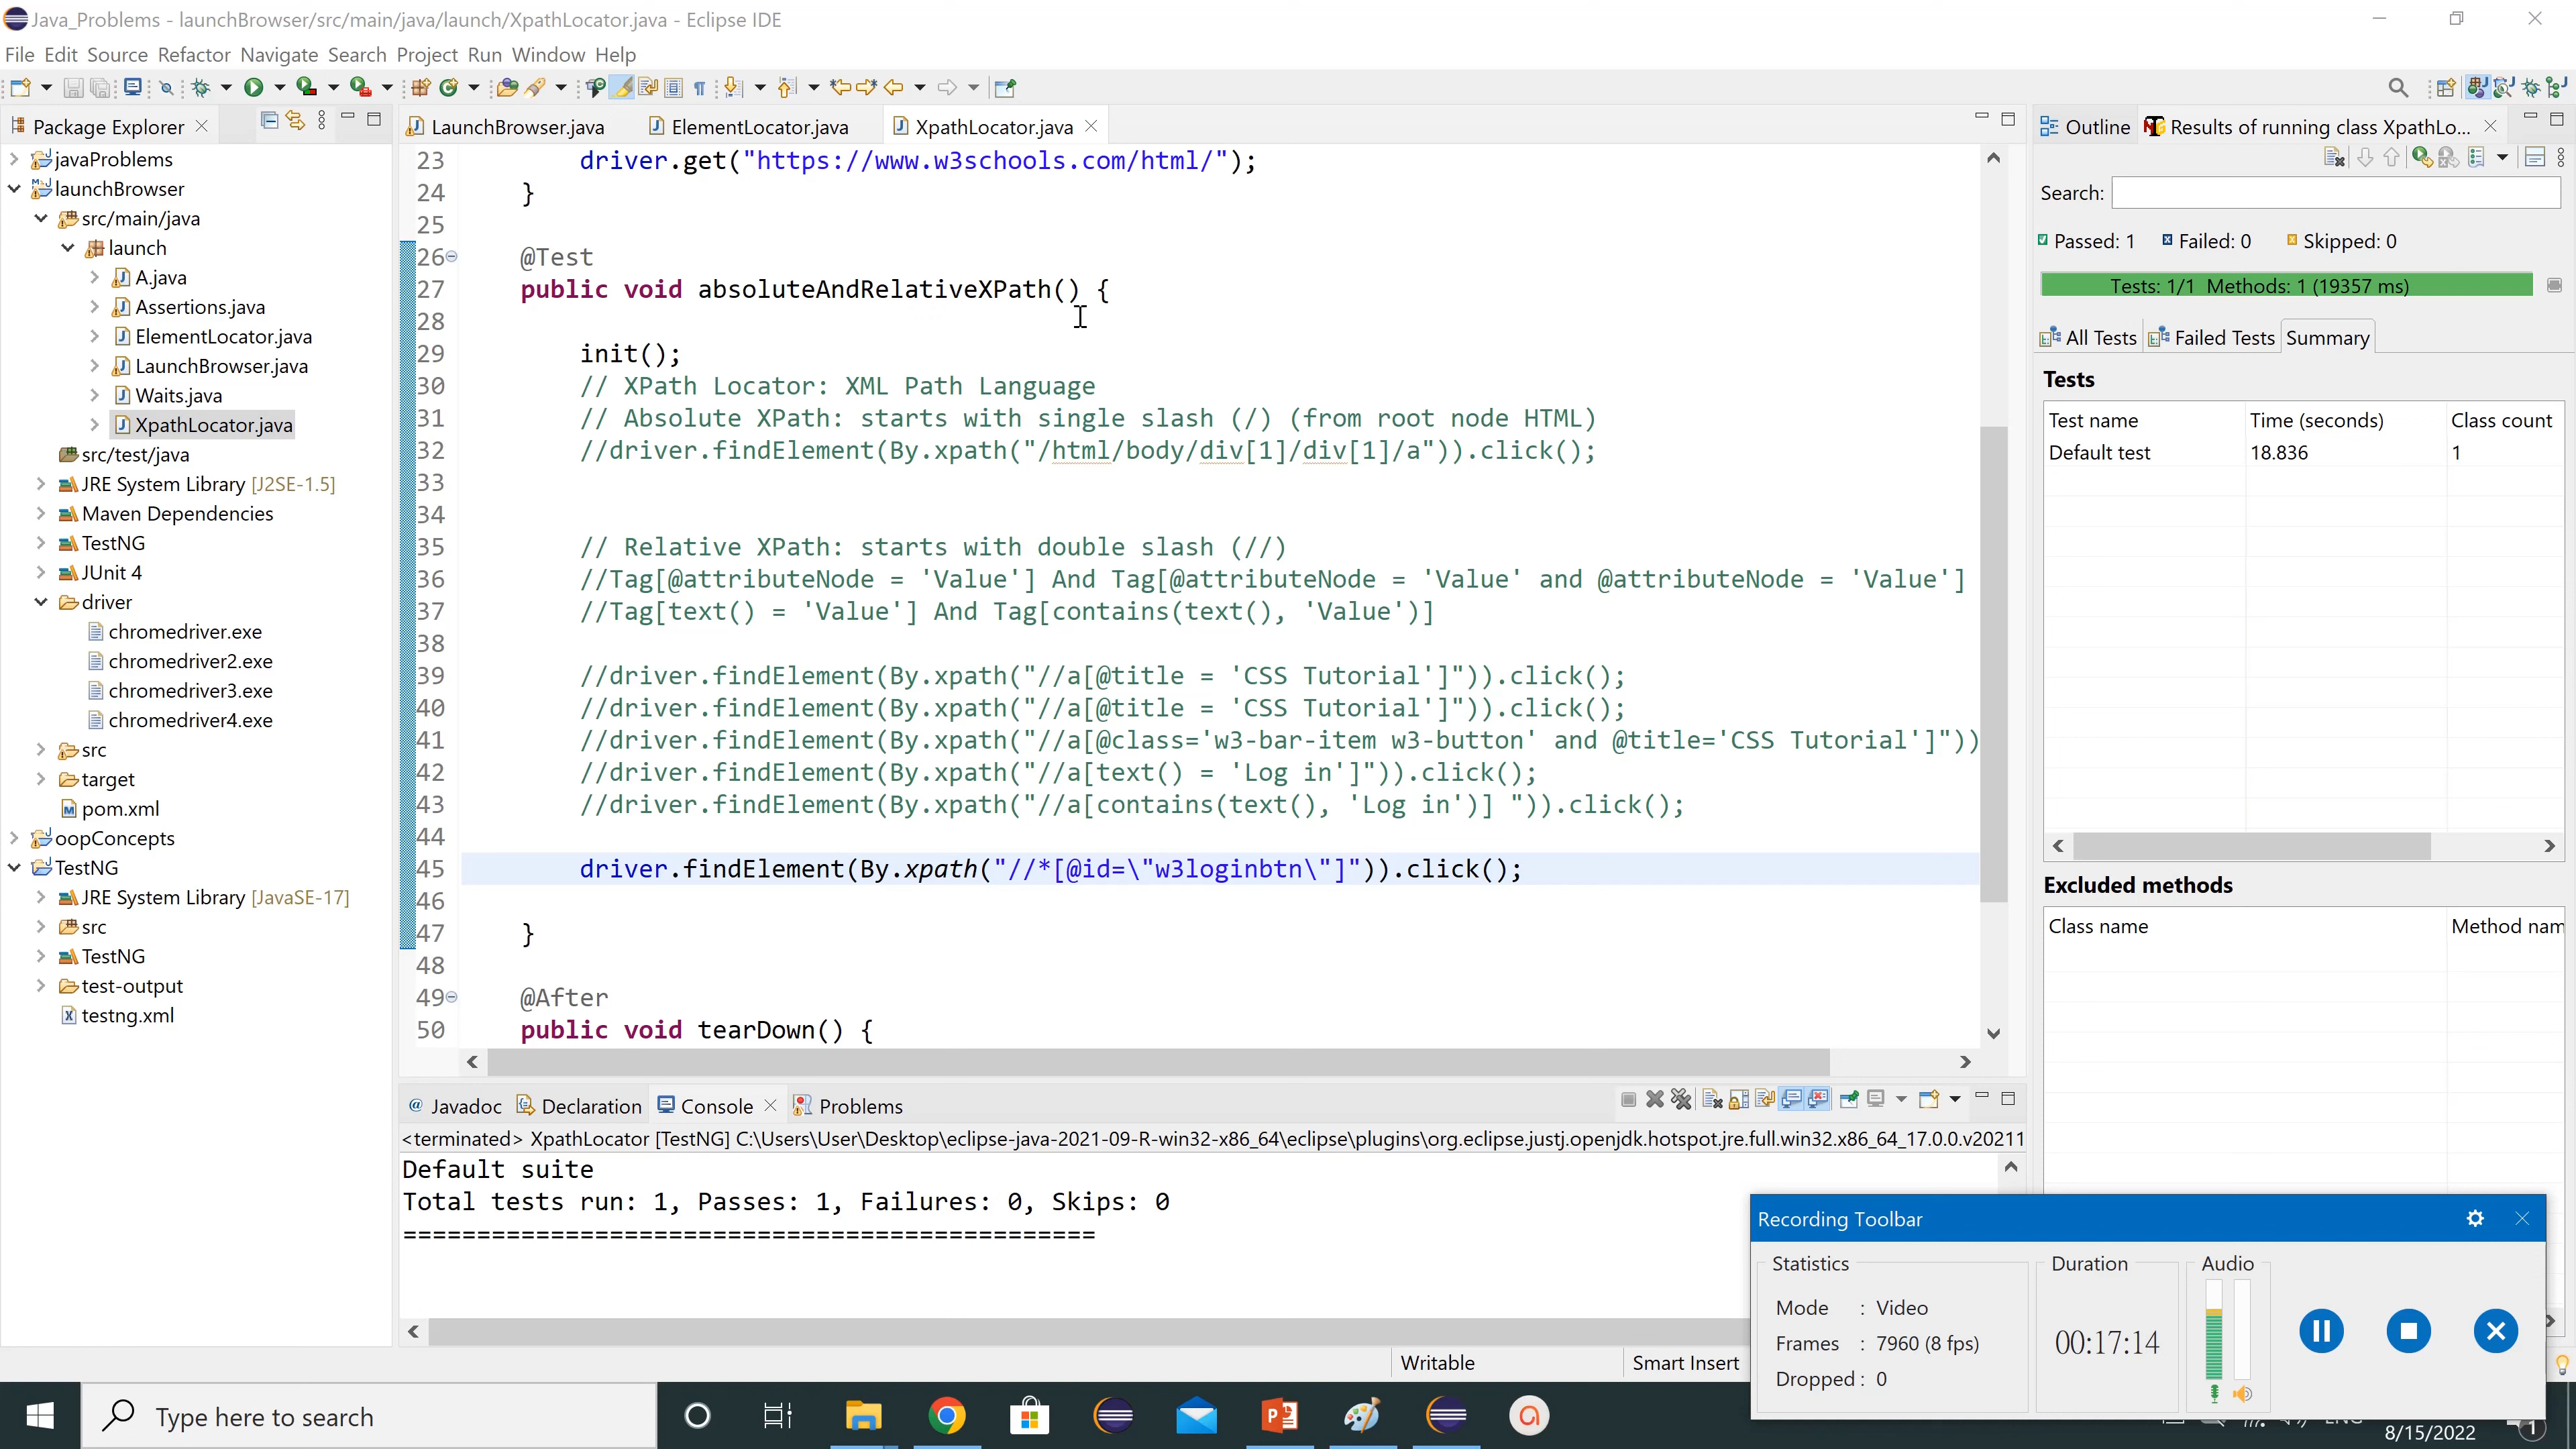 Java_Problems - launchBrowser/src/main/java/launch/XpathLocator.java - Eclipse IDE
File Edit Source Refactor Navigate Search Project Run Window Help
Package Explorer
javaProblems
launchBrowser
src/main/java
launch
A.java
Assertions.java
ElementLocator.java
LaunchBrowser.java
Waits.java
XpathLocator.java
src/test/java
JRE System Library [J2SE-1.5]
Maven Dependencies
TestNG
JUnit 4
driver
chromedriver.exe
chromedriver2.exe
chromedriver3.exe
chromedriver4.exe
src
target
pom.xml
oopConcepts
TestNG
JRE System Library [JavaSE-17]
src
TestNG
test-output
testng.xml
LaunchBrowser.java ElementLocator.java XpathLocator.java
23 driver.get("https://www.w3schools.com/html/");
24 }
25
26 @Test
27 public void absoluteAndRelativeXPath() {
28
29 init();
30 // XPath Locator: XML Path Language
31 // Absolute XPath: starts with single slash (/) (from root node HTML)
32 //driver.findElement(By.xpath("/html/body/div[1]/div[1]/a")).click();
33
34
35 // Relative XPath: starts with double slash (//)
36 //Tag[@attributeNode = 'Value'] And Tag[@attributeNode = 'Value' and @attributeNode = 'Value']
37 //Tag[text() = 'Value'] And Tag[contains(text(), 'Value')]
38
39 //driver.findElement(By.xpath("//a[@title = 'CSS Tutorial']")).click();
40 //driver.findElement(By.xpath("//a[@title = 'CSS Tutorial']")).click();
41 //driver.findElement(By.xpath("//a[@class='w3-bar-item w3-button' and @title='CSS Tutorial']"))
42 //driver.findElement(By.xpath("//a[text() = 'Log in']")).click();
43 //driver.findElement(By.xpath("//a[contains(text(), 'Log in')] ")).click();
44
45 driver.findElement(By.xpath("//*[@id=\"w3loginbtn\"]")).click();
46
47 }
48
49 @After
50 public void tearDown() {
Javadoc Declaration Console Problems
<terminated> XpathLocator [TestNG] C:\Users\User\Desktop\eclipse-java-2021-09-R-win32-x86_64\eclipse\plugins\org.eclipse.justj.openjdk.hotspot.jre.full.win32.x86_64_17.0.0.v20211
Default suite
Total tests run: 1, Passes: 1, Failures: 0, Skips: 0
===============================================
Writable Smart Insert
Outline Results of running class XpathLo...
Search:
Passed: 1 Failed: 0 Skipped: 0
Tests: 1/1 Methods: 1 (19357 ms)
All Tests Failed Tests Summary
Tests
Test name Time (seconds) Class count
Default test 18.836 1
Excluded methods
Class name Method nam
Recording Toolbar
Statistics Duration Audio
Mode : Video
Frames : 7960 (8 fps)
Dropped : 0
00:17:14
Type here to search
8/15/2022
1